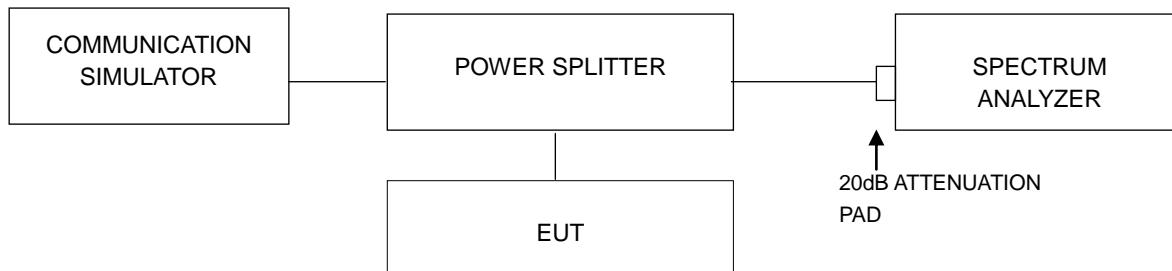 COMMUNICATION
SIMULATOR
POWER SPLITTER
SPECTRUM
ANALYZER
20dB ATTENUATION
PAD
EUT